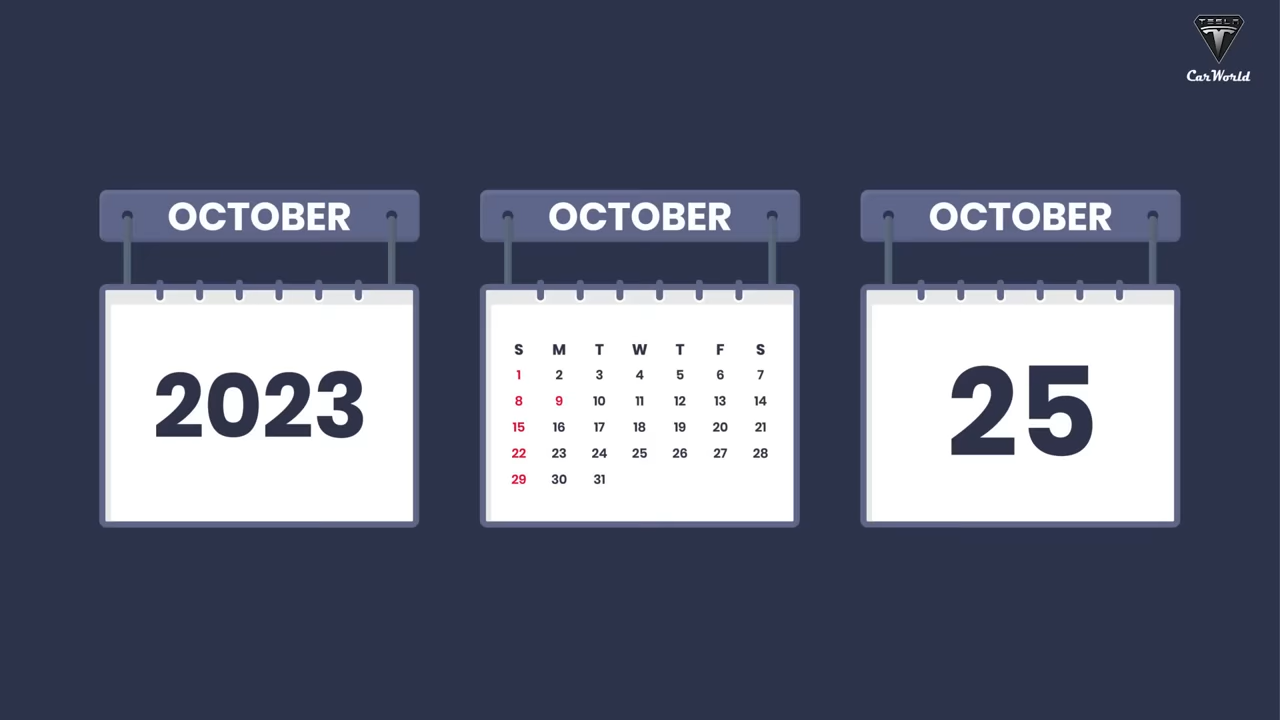 TESLA
CarWorld
OCTOBER
2023
OCTOBER
S M T W T F S
1 2 3 4 5 6 7
8 9 10 11 12 13 14
15 16 17 18 19 20 21
22 23 24 25 26 27 28
29 30 31
OCTOBER
25